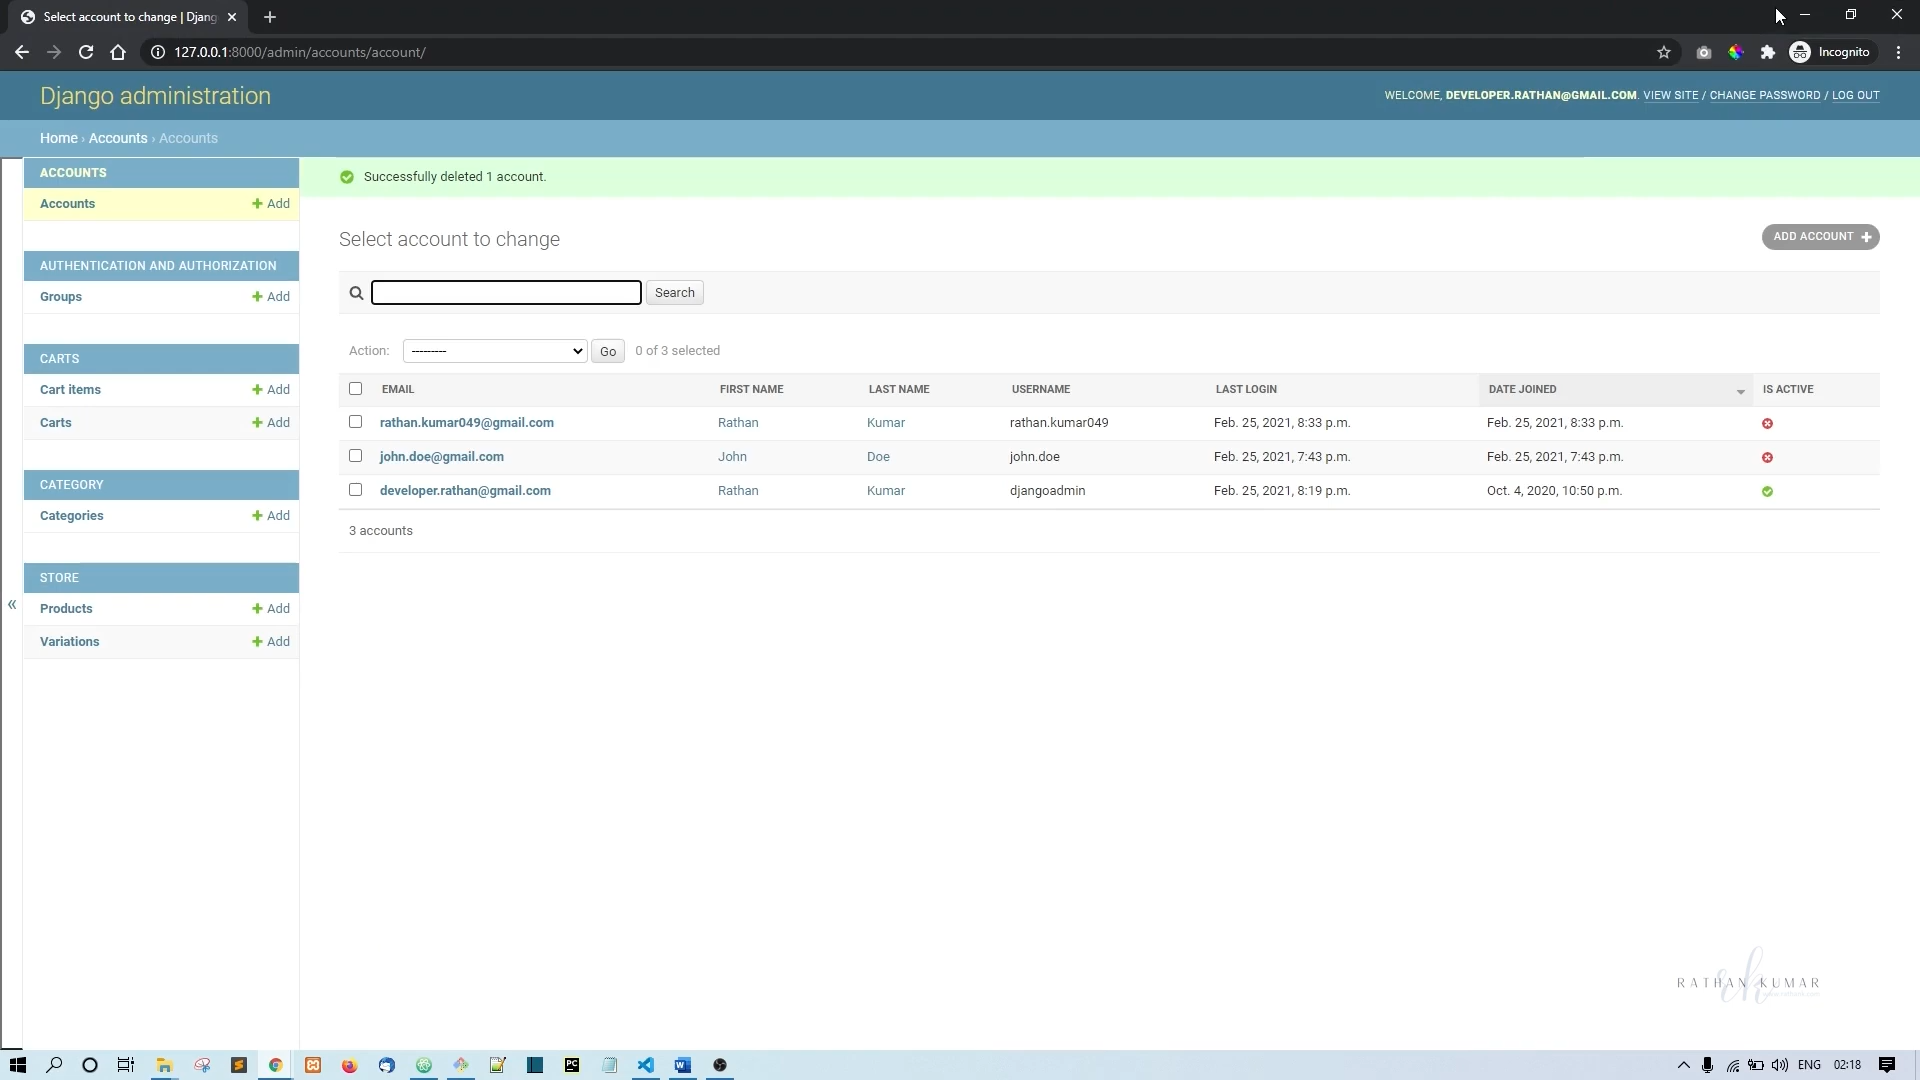 Select account to change | Djang
127.0.0.1:8000/admin/accounts/account/
Incognito
Django administration
WELCOME, DEVELOPER.RATHAN@GMAIL.COM. VIEW SITE / CHANGE PASSWORD / LOG OUT
Home › Accounts › Accounts
ACCOUNTS
Accounts + Add
AUTHENTICATION AND AUTHORIZATION
Groups + Add
CARTS
Cart items + Add
Carts + Add
CATEGORY
Categories + Add
STORE
Products + Add
Variations + Add
«
Successfully deleted 1 account.
Select account to change
ADD ACCOUNT +
Search
Action: --------- Go 0 of 3 selected
EMAIL FIRST NAME LAST NAME USERNAME LAST LOGIN DATE JOINED IS ACTIVE
rathan.kumar049@gmail.com Rathan Kumar rathan.kumar049 Feb. 25, 2021, 8:33 p.m. Feb. 25, 2021, 8:33 p.m.
john.doe@gmail.com John Doe john.doe Feb. 25, 2021, 7:43 p.m. Feb. 25, 2021, 7:43 p.m.
developer.rathan@gmail.com Rathan Kumar djangoadmin Feb. 25, 2021, 8:19 p.m. Oct. 4, 2020, 10:50 p.m.
3 accounts
RATHAN KUMAR
ENG 02:18